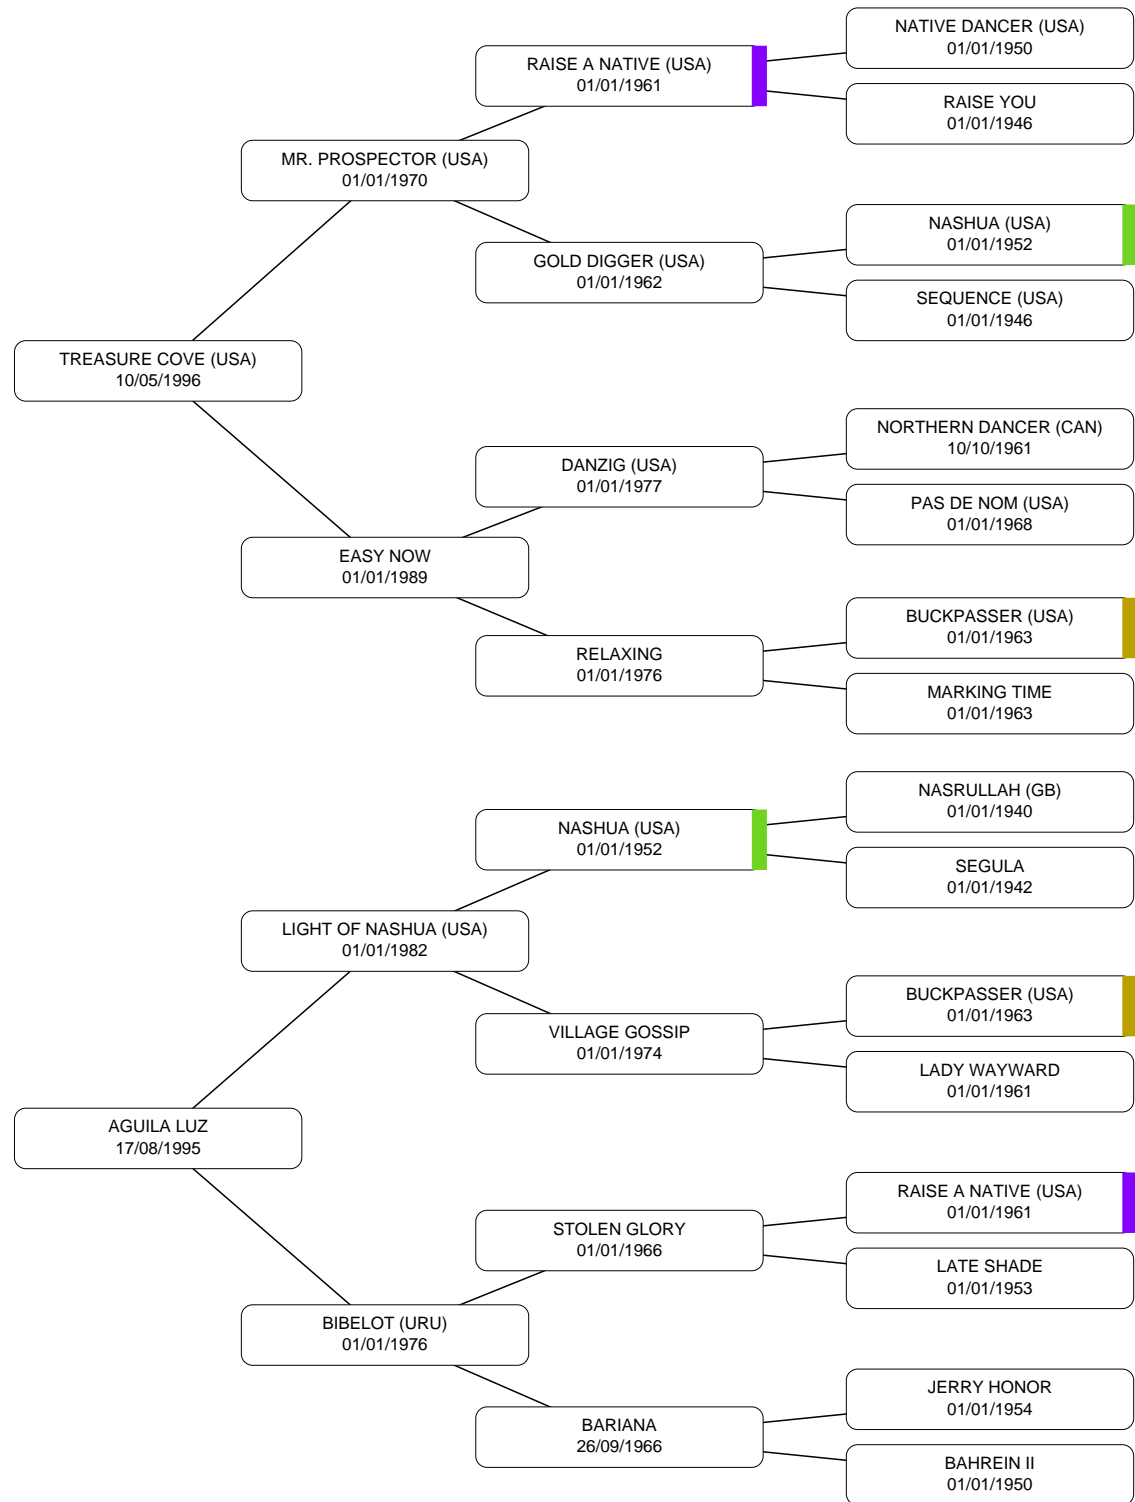 NATIVE DANCER (USA)
01/01/1950
RAISE A NATIVE (USA)
01/01/1961
RAISE YOU
01/01/1946
MR. PROSPECTOR (USA)
01/01/1970
NASHUA (USA)
01/01/1952
GOLD DIGGER (USA)
01/01/1962
SEQUENCE (USA)
01/01/1946
TREASURE COVE (USA)
10/05/1996
NORTHERN DANCER (CAN)
10/10/1961
DANZIG (USA)
01/01/1977
PAS DE NOM (USA)
01/01/1968
EASY NOW
01/01/1989
BUCKPASSER (USA)
01/01/1963
RELAXING
01/01/1976
MARKING TIME
01/01/1963
NASRULLAH (GB)
01/01/1940
NASHUA (USA)
01/01/1952
SEGULA
01/01/1942
LIGHT OF NASHUA (USA)
01/01/1982
BUCKPASSER (USA)
01/01/1963
VILLAGE GOSSIP
01/01/1974
LADY WAYWARD
01/01/1961
AGUILA LUZ
17/08/1995
RAISE A NATIVE (USA)
01/01/1961
STOLEN GLORY
01/01/1966
LATE SHADE
01/01/1953
BIBELOT (URU)
01/01/1976
JERRY HONOR
01/01/1954
BARIANA
26/09/1966
BAHREIN II
01/01/1950